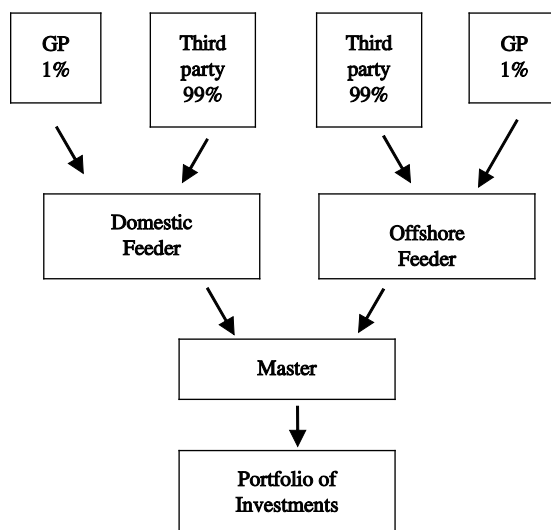 GP
1%
Third
party
99%
Third
party
99%
GP
1%
Domestic
Feeder
Offshore
Feeder
Master
Portfolio of
Investments